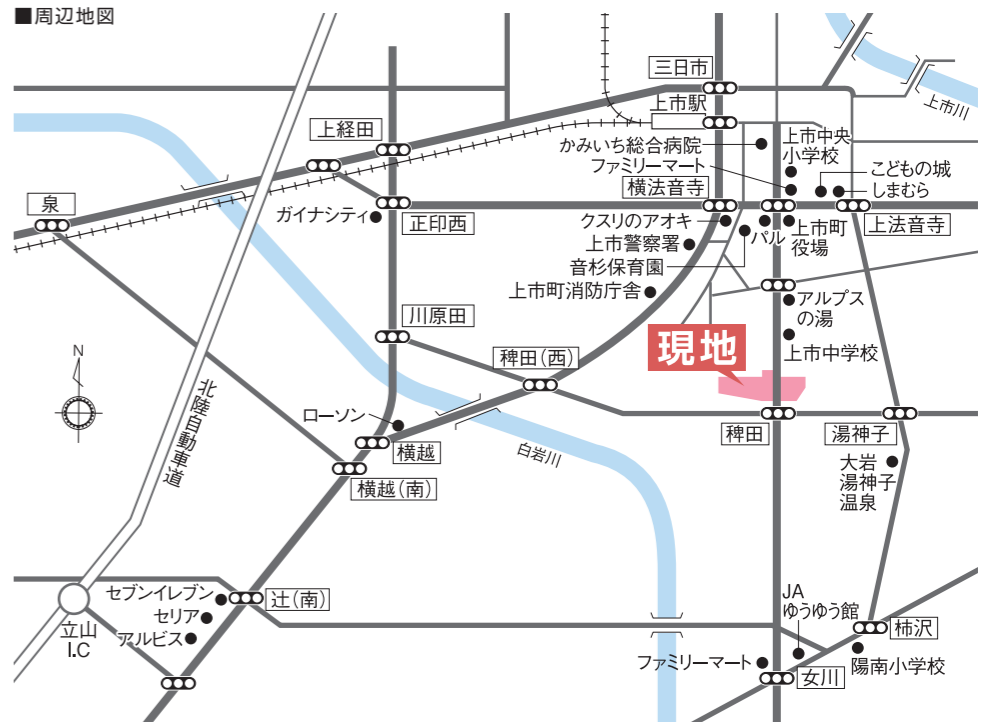 ■周辺地図
三日市
上市駅
上市川
上経田
かみいち総合病院
上市中央
小学校
ファミリーマート
こどもの城
しまむら
横法音寺
泉
ガイナシティ
正印西
クスリのアオキ
パル
上市町
役場
上法音寺
上市警察署
音杉保育園
上市町消防庁舎
アルプス
の湯
川原田
現地
上市中学校
稗田(西)
N
北陸自動車道
ローソン
横越
白岩川
稗田
湯神子
横越(南)
大岩
湯神子
温泉
セブンイレブン
辻(南)
セリア
アルビス
立山
I.C
JA
ゆうゆう館
柿沢
ファミリーマート
陽南小学校
女川